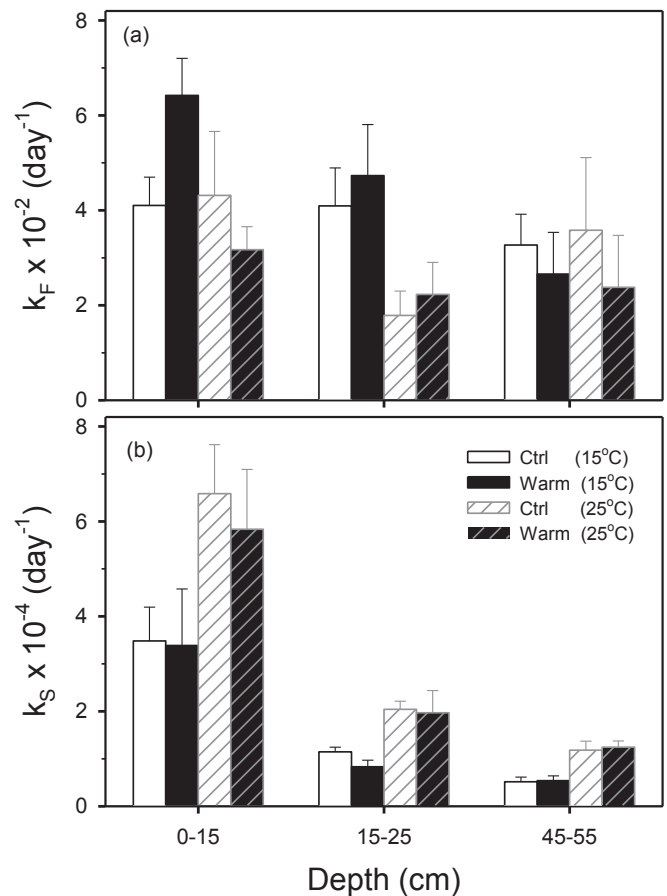 (a)
8
6
4
2
0
k_F x 10^-2 (day^-1)
(b)
8
6
4
2
0
k_S x 10^-4 (day^-1)
Ctrl (15°C)
Warm (15°C)
Ctrl (25°C)
Warm (25°C)
0-15 15-25 45-55
Depth (cm)